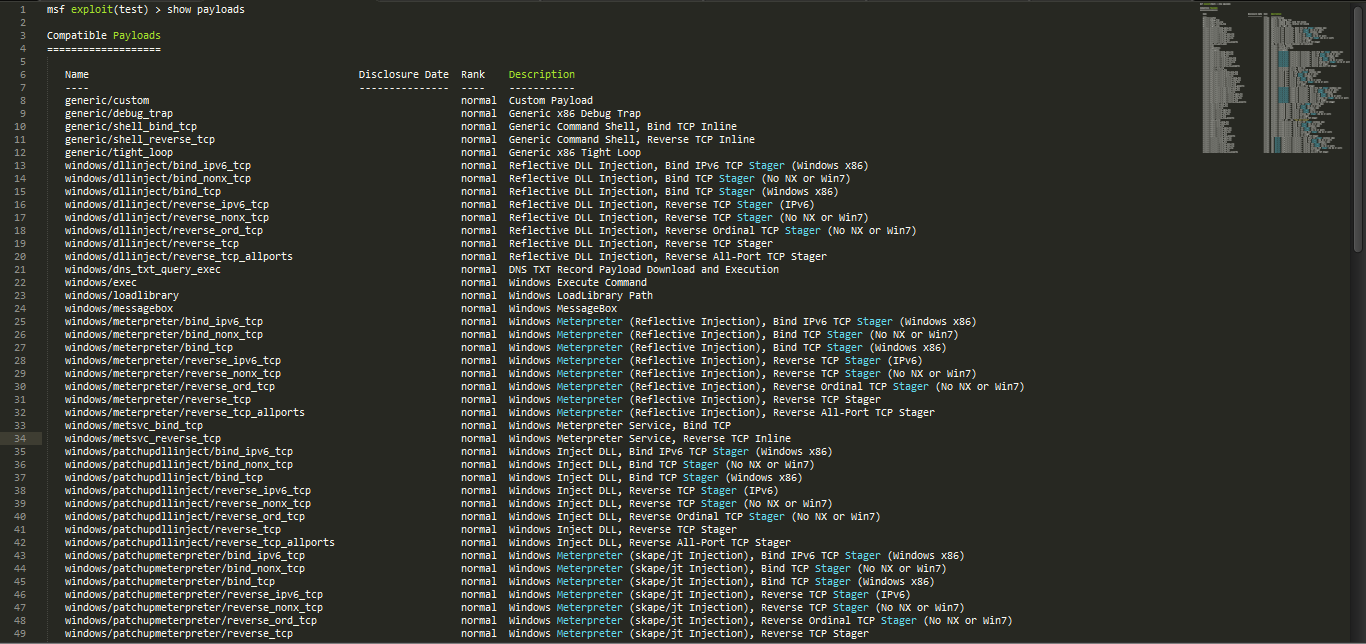 1 msf exploit(test) > show payloads
2
3 Compatible Payloads
4 ===================
5
6 Name Disclosure Date Rank Description
7 ---- --------------- ---- -----------
8 generic/custom normal Custom Payload
9 generic/debug_trap normal Generic x86 Debug Trap
10 generic/shell_bind_tcp normal Generic Command Shell, Bind TCP Inline
11 generic/shell_reverse_tcp normal Generic Command Shell, Reverse TCP Inline
12 generic/tight_loop normal Generic x86 Tight Loop
13 windows/dllinject/bind_ipv6_tcp normal Reflective DLL Injection, Bind IPv6 TCP Stager (Windows x86)
14 windows/dllinject/bind_nonx_tcp normal Reflective DLL Injection, Bind TCP Stager (No NX or Win7)
15 windows/dllinject/bind_tcp normal Reflective DLL Injection, Bind TCP Stager (Windows x86)
16 windows/dllinject/reverse_ipv6_tcp normal Reflective DLL Injection, Reverse TCP Stager (IPv6)
17 windows/dllinject/reverse_nonx_tcp normal Reflective DLL Injection, Reverse TCP Stager (No NX or Win7)
18 windows/dllinject/reverse_ord_tcp normal Reflective DLL Injection, Reverse Ordinal TCP Stager (No NX or Win7)
19 windows/dllinject/reverse_tcp normal Reflective DLL Injection, Reverse TCP Stager
20 windows/dllinject/reverse_tcp_allports normal Reflective DLL Injection, Reverse All-Port TCP Stager
21 windows/dns_txt_query_exec normal DNS TXT Record Payload Download and Execution
22 windows/exec normal Windows Execute Command
23 windows/loadlibrary normal Windows LoadLibrary Path
24 windows/messagebox normal Windows MessageBox
25 windows/meterpreter/bind_ipv6_tcp normal Windows Meterpreter (Reflective Injection), Bind IPv6 TCP Stager (Windows x86)
26 windows/meterpreter/bind_nonx_tcp normal Windows Meterpreter (Reflective Injection), Bind TCP Stager (No NX or Win7)
27 windows/meterpreter/bind_tcp normal Windows Meterpreter (Reflective Injection), Bind TCP Stager (Windows x86)
28 windows/meterpreter/reverse_ipv6_tcp normal Windows Meterpreter (Reflective Injection), Reverse TCP Stager (IPv6)
29 windows/meterpreter/reverse_nonx_tcp normal Windows Meterpreter (Reflective Injection), Reverse TCP Stager (No NX or Win7)
30 windows/meterpreter/reverse_ord_tcp normal Windows Meterpreter (Reflective Injection), Reverse Ordinal TCP Stager (No NX or Win7)
31 windows/meterpreter/reverse_tcp normal Windows Meterpreter (Reflective Injection), Reverse TCP Stager
32 windows/meterpreter/reverse_tcp_allports normal Windows Meterpreter (Reflective Injection), Reverse All-Port TCP Stager
33 windows/metsvc_bind_tcp normal Windows Meterpreter Service, Bind TCP
34 windows/metsvc_reverse_tcp normal Windows Meterpreter Service, Reverse TCP Inline
35 windows/patchupdllinject/bind_ipv6_tcp normal Windows Inject DLL, Bind IPv6 TCP Stager (Windows x86)
36 windows/patchupdllinject/bind_nonx_tcp normal Windows Inject DLL, Bind TCP Stager (No NX or Win7)
37 windows/patchupdllinject/bind_tcp normal Windows Inject DLL, Bind TCP Stager (Windows x86)
38 windows/patchupdllinject/reverse_ipv6_tcp normal Windows Inject DLL, Reverse TCP Stager (IPv6)
39 windows/patchupdllinject/reverse_nonx_tcp normal Windows Inject DLL, Reverse TCP Stager (No NX or Win7)
40 windows/patchupdllinject/reverse_ord_tcp normal Windows Inject DLL, Reverse Ordinal TCP Stager (No NX or Win7)
41 windows/patchupdllinject/reverse_tcp normal Windows Inject DLL, Reverse TCP Stager
42 windows/patchupdllinject/reverse_tcp_allports normal Windows Inject DLL, Reverse All-Port TCP Stager
43 windows/patchupmeterpreter/bind_ipv6_tcp normal Windows Meterpreter (skape/jt Injection), Bind IPv6 TCP Stager (Windows x86)
44 windows/patchupmeterpreter/bind_nonx_tcp normal Windows Meterpreter (skape/jt Injection), Bind TCP Stager (No NX or Win7)
45 windows/patchupmeterpreter/bind_tcp normal Windows Meterpreter (skape/jt Injection), Bind TCP Stager (Windows x86)
46 windows/patchupmeterpreter/reverse_ipv6_tcp normal Windows Meterpreter (skape/jt Injection), Reverse TCP Stager (IPv6)
47 windows/patchupmeterpreter/reverse_nonx_tcp normal Windows Meterpreter (skape/jt Injection), Reverse TCP Stager (No NX or Win7)
48 windows/patchupmeterpreter/reverse_ord_tcp normal Windows Meterpreter (skape/jt Injection), Reverse Ordinal TCP Stager (No NX or Win7)
49 windows/patchupmeterpreter/reverse_tcp normal Windows Meterpreter (skape/jt Injection), Reverse TCP Stager